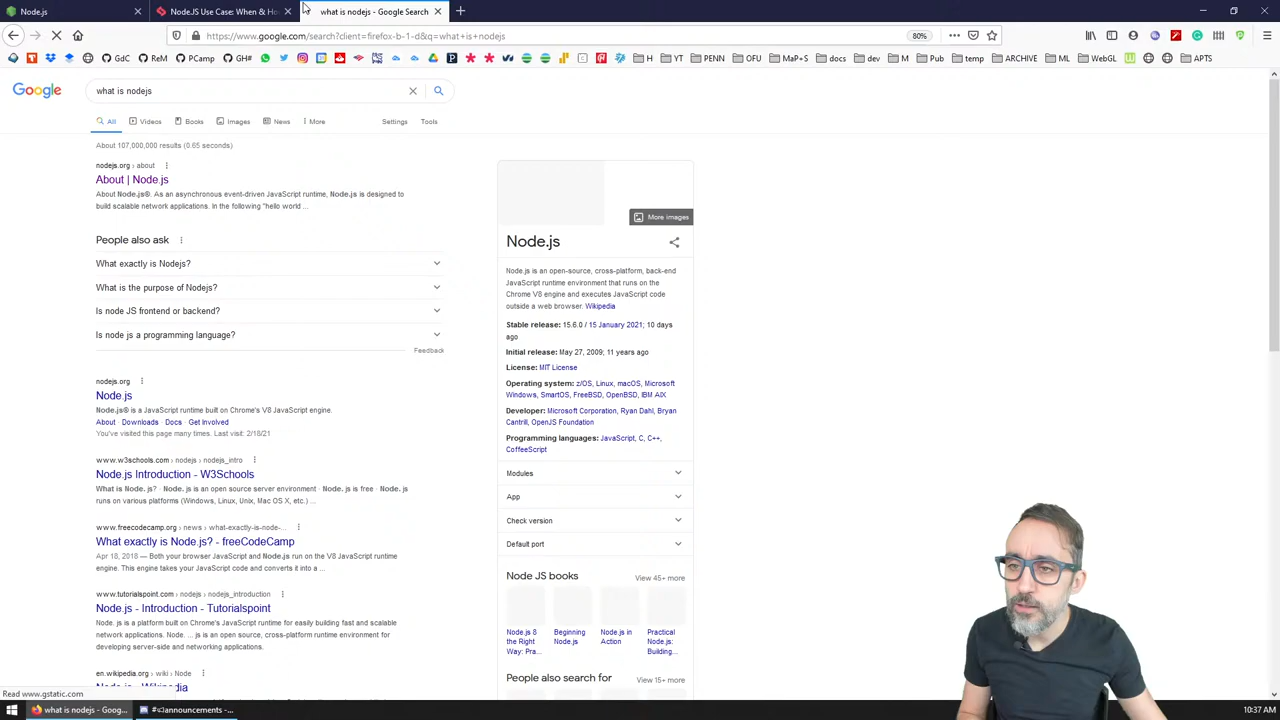 Node.js
NodeJS Use Case: When & Ho
what is nodejs - Google Search
https://www.google.com/search?client=firefox-b-1-d&q=what+is+nodejs
80%
GdC
ReM
PCamp
GH#
H
YT
PENN
OFU
MaP+S
docs
dev
M
Pub
temp
ARCHIVE
ML
WebGL
APTS
Google
what is nodejs
All
Videos
Books
Images
News
More
Settings
Tools
About 107,000,000 results (0.65 seconds)
nodejs.org › about
About | Node.js
About Node.js®. As an asynchronous event-driven JavaScript runtime, Node.js is designed to
build scalable network applications. In the following "hello world ...
People also ask
What exactly is Nodejs?
What is the purpose of Nodejs?
Is node JS frontend or backend?
Is node js a programming language?
Feedback
nodejs.org
Node.js
Node.js® is a JavaScript runtime built on Chrome's V8 JavaScript engine.
About · Downloads · Docs · Get Involved
You've visited this page many times. Last visit: 2/18/21
www.w3schools.com › nodejs › nodejs_intro
Node.js Introduction - W3Schools
What is Node.js? · Node.js is an open source server environment · Node.js is free · Node.js
runs on various platforms (Windows, Linux, Unix, Mac OS X, etc.) ...
www.freecodecamp.org › news › what-exactly-is-node-...
What exactly is Node.js? - freeCodeCamp
Apr 18, 2018 — Both your browser JavaScript and Node.js run on the V8 JavaScript runtime
engine. This engine takes your JavaScript code and converts it into a ...
www.tutorialspoint.com › nodejs › nodejs_introduction
Node.js - Introduction - Tutorialspoint
Node. js is a platform built on Chrome's JavaScript runtime for easily building fast and scalable
network applications. Node. ... js is an open source, cross-platform runtime environment for
developing server-side and networking applications.
en.wikipedia.org › wiki › Node
Node.js - Wikipedia
More images
Node.js
Node.js is an open-source, cross-platform, back-end
JavaScript runtime environment that runs on the
Chrome V8 engine and executes JavaScript code
outside a web browser. Wikipedia
Stable release: 15.6.0 / 15 January 2021; 10 days
ago
Initial release: May 27, 2009; 11 years ago
License: MIT License
Operating system: z/OS, Linux, macOS, Microsoft
Windows, SmartOS, FreeBSD, OpenBSD, IBM AIX
Developer: Microsoft Corporation, Ryan Dahl, Bryan
Cantrill, OpenJS Foundation
Programming languages: JavaScript, C, C++,
CoffeeScript
Modules
App
Check version
Default port
Node JS books
View 45+ more
Node.js 8
the Right
Way: Pra...
Beginning
Node.js
Node.js in
Action
Practical
Node.js:
Building...
People also search for
View 15+ more
Read www.gstatic.com
what is nodejs - Goog...
announcements -...
10:37 AM